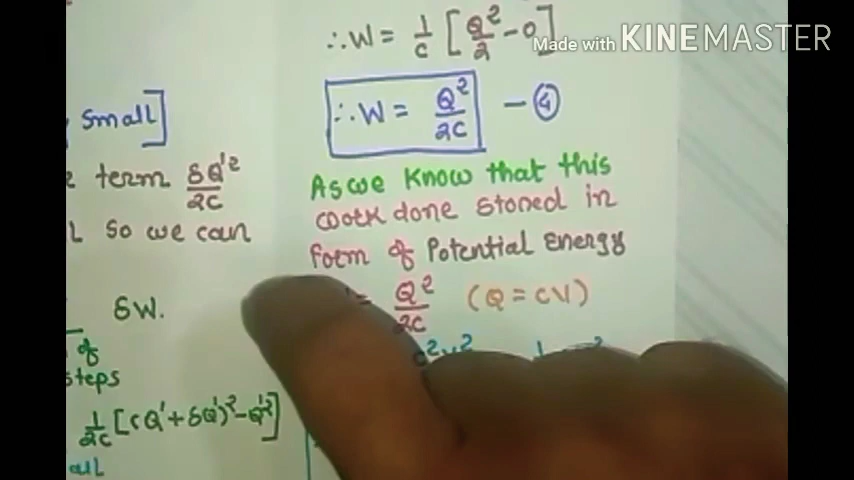 ∴W = 1/C [Q²/2 - 0]
Made with KINEMASTER
∴W = Q²/2C - ④
As we know that this
work done stored in
form of Potential Energy
= Q²/2C (Q = CV)
C²V²
Small]
term δQ'²/2C
so we can
δW.
of
steps
1/2C [(Q' + δQ')² - Q'²]